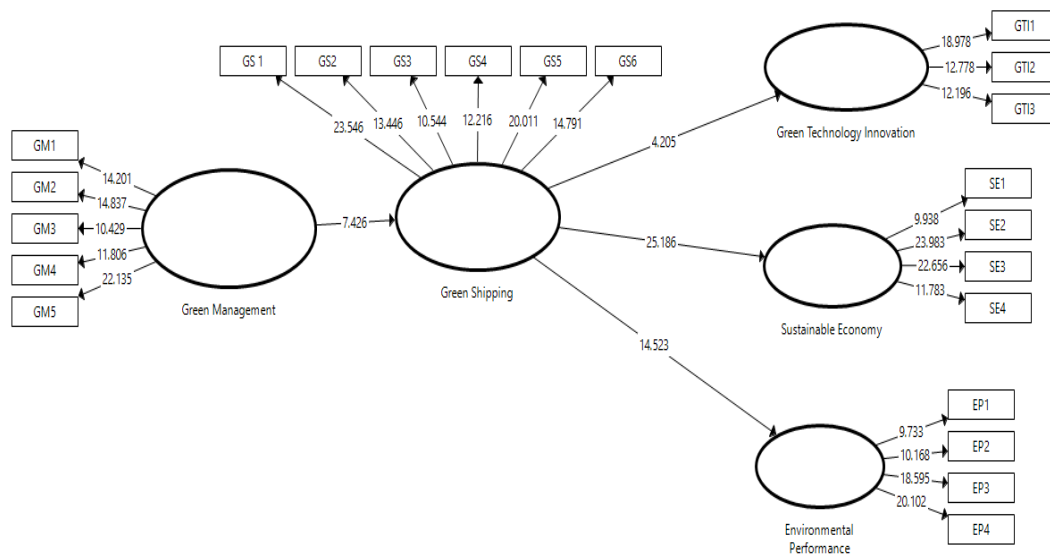 GS 1
GS2
GS3
GS4
GS5
GS6
23.546
13.446
10.544
12.216
20.011
14.791
GM1
GM2
GM3
GM4
GM5
14.201
14.837
10.429
11.806
22.135
Green Management
7.426
Green Shipping
4.205
25.186
14.523
GTI1
GTI2
GTI3
18.978
12.778
12.196
Green Technology Innovation
SE1
SE2
SE3
SE4
9.938
23.983
22.656
11.783
Sustainable Economy
EP1
EP2
EP3
EP4
9.733
10.168
18.595
20.102
Environmental
Performance